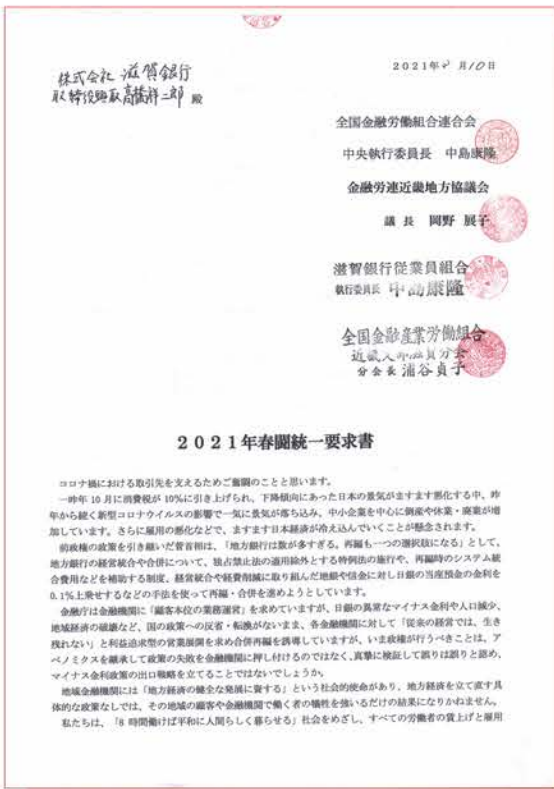 2021年2月10日
株式会社 滋賀銀行
取締役頭取 高橋祥二郎 殿
全国金融労働組合連合会
中央執行委員長 中島康隆
金融労連近畿地方協議会
議長 岡野 展子
滋賀銀行従業員組合
執行委員長 中島康隆
全国金融産業労働組合
近畿支部滋賀分会
分会長 浦谷貞子
2021年春闘統一要求書
コロナ禍における取引先を支えるためご奮闘のことと思います。
一昨年10月に消費税が10%に引き上げられ、下降傾向にあった日本の景気がますます悪化する中、昨
年から続く新型コロナウイルスの影響で一気に景気が落ち込み、中小企業を中心に倒産や休業・廃業が増
加しています。さらに雇用の悪化などで、ますます日本経済が冷え込んでいくことが懸念されます。
前政権の政策を引き継いだ菅首相は、「地方銀行は数が多すぎる。再編も一つの選択肢になる」として、
地方銀行の経営統合や合併について、独占禁止法の適用除外とする特例法の施行や、再編時のシステム統
合費用などを補助する制度、経営統合や経費削減に取り組んだ地銀や信金に対し日銀の当座預金の金利を
0.1%上乗せするなどの手法を使って再編・合併を進めようとしています。
金融庁は金融機関に「顧客本位の業務運営」を求めていますが、日銀の異常なマイナス金利や人口減少、
地域経済の破壊など、国の政策への反省・転換がないまま、各金融機関に対して「従来の経営では、生き
残れない」と利益追求型の営業展開を求め合併再編を誘導していますが、いま政権が行うべきことは、ア
ベノミクスを継承して政策の失敗を金融機関に押し付けるのではなく、真摯に検証して誤りは誤りと認め、
マイナス金利政策の出口戦略を立てることではないでしょうか。
地域金融機関には「地方経済の健全な発展に資する」という社会的使命があり、地方経済を立て直す具
体的な政策なしでは、その地域の顧客や金融機関で働く者の犠牲を強いるだけの結果になりかねません。
私たちは、「8時間働けば平和に人間らしく暮らせる」社会をめざし、すべての労働者の賃上げと雇用